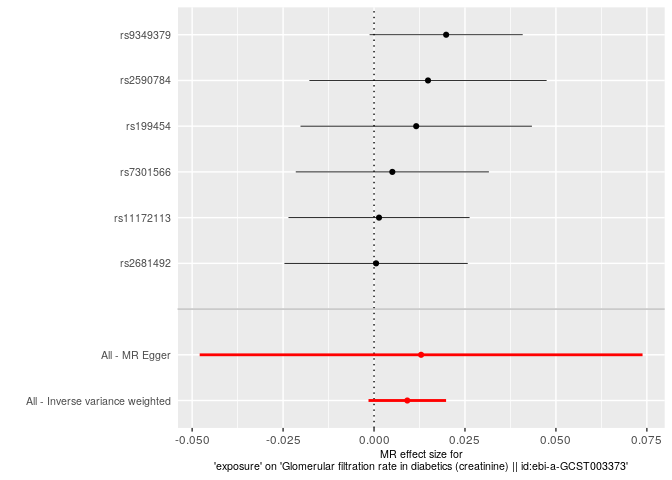 rs9349379
rs2590784
rs199454
rs7301566
rs11172113
rs2681492
All - MR Egger
All - Inverse variance weighted
-0.050 -0.025 0.000 0.025 0.050 0.075
MR effect size for
'exposure' on 'Glomerular filtration rate in diabetics (creatinine) || id:ebi-a-GCST003373'